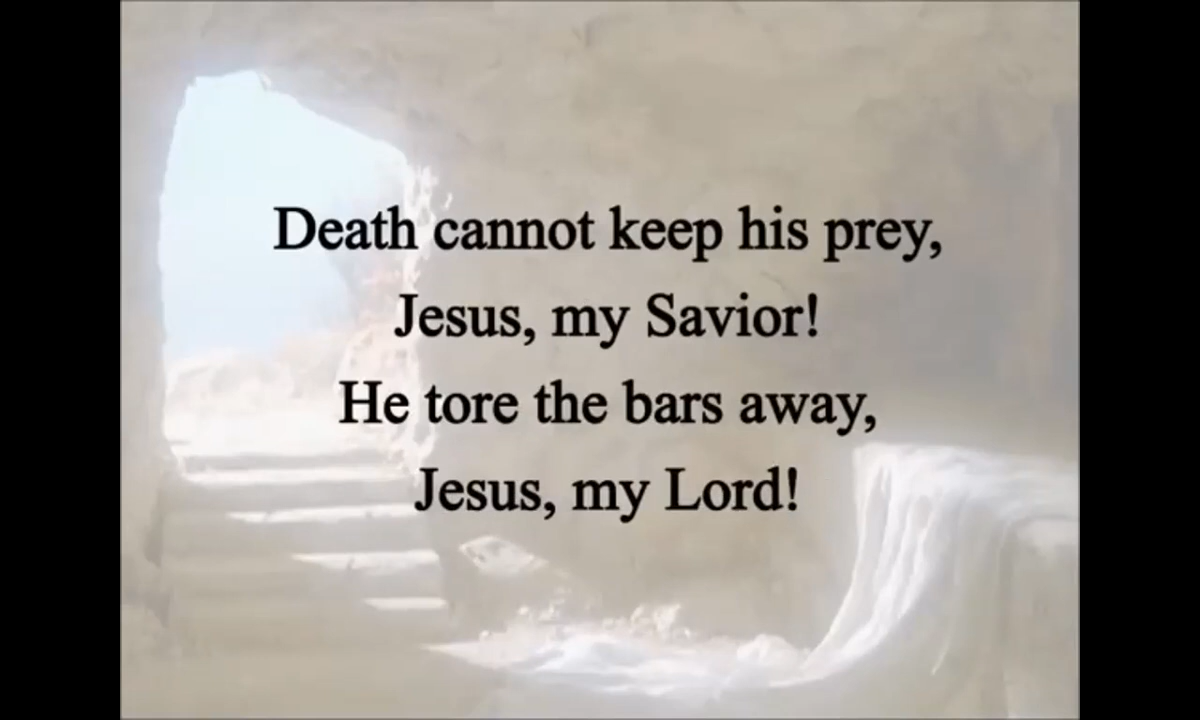 Death cannot keep his prey,
Jesus, my Savior!
He tore the bars away,
Jesus, my Lord!